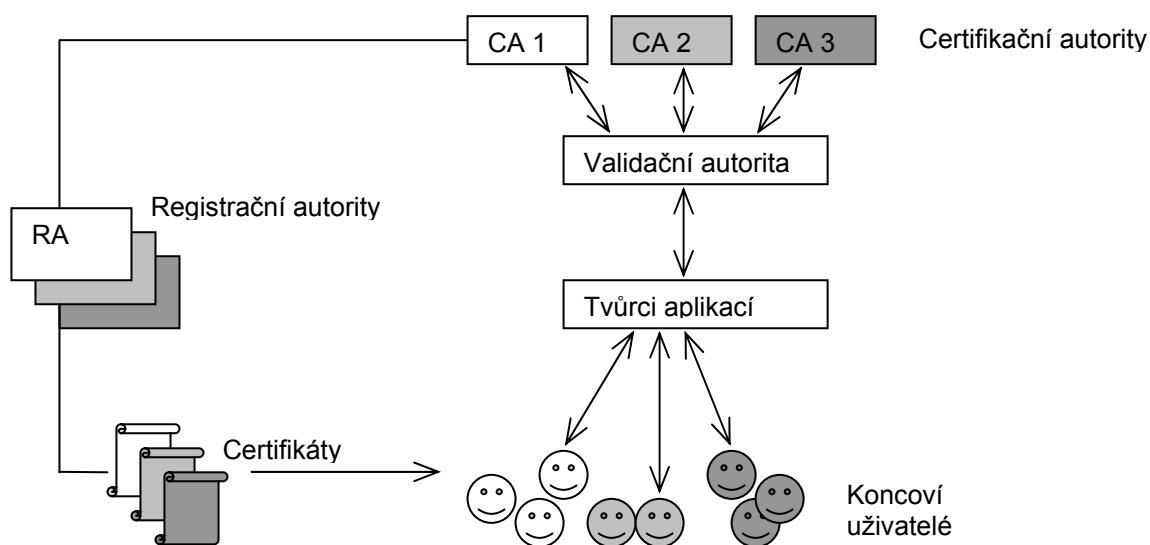 CA 1
CA 2
CA 3
Certifikační autority
Validační autorita
Registrační autority
RA
Tvůrci aplikací
Certifikáty
Koncoví
uživatelé